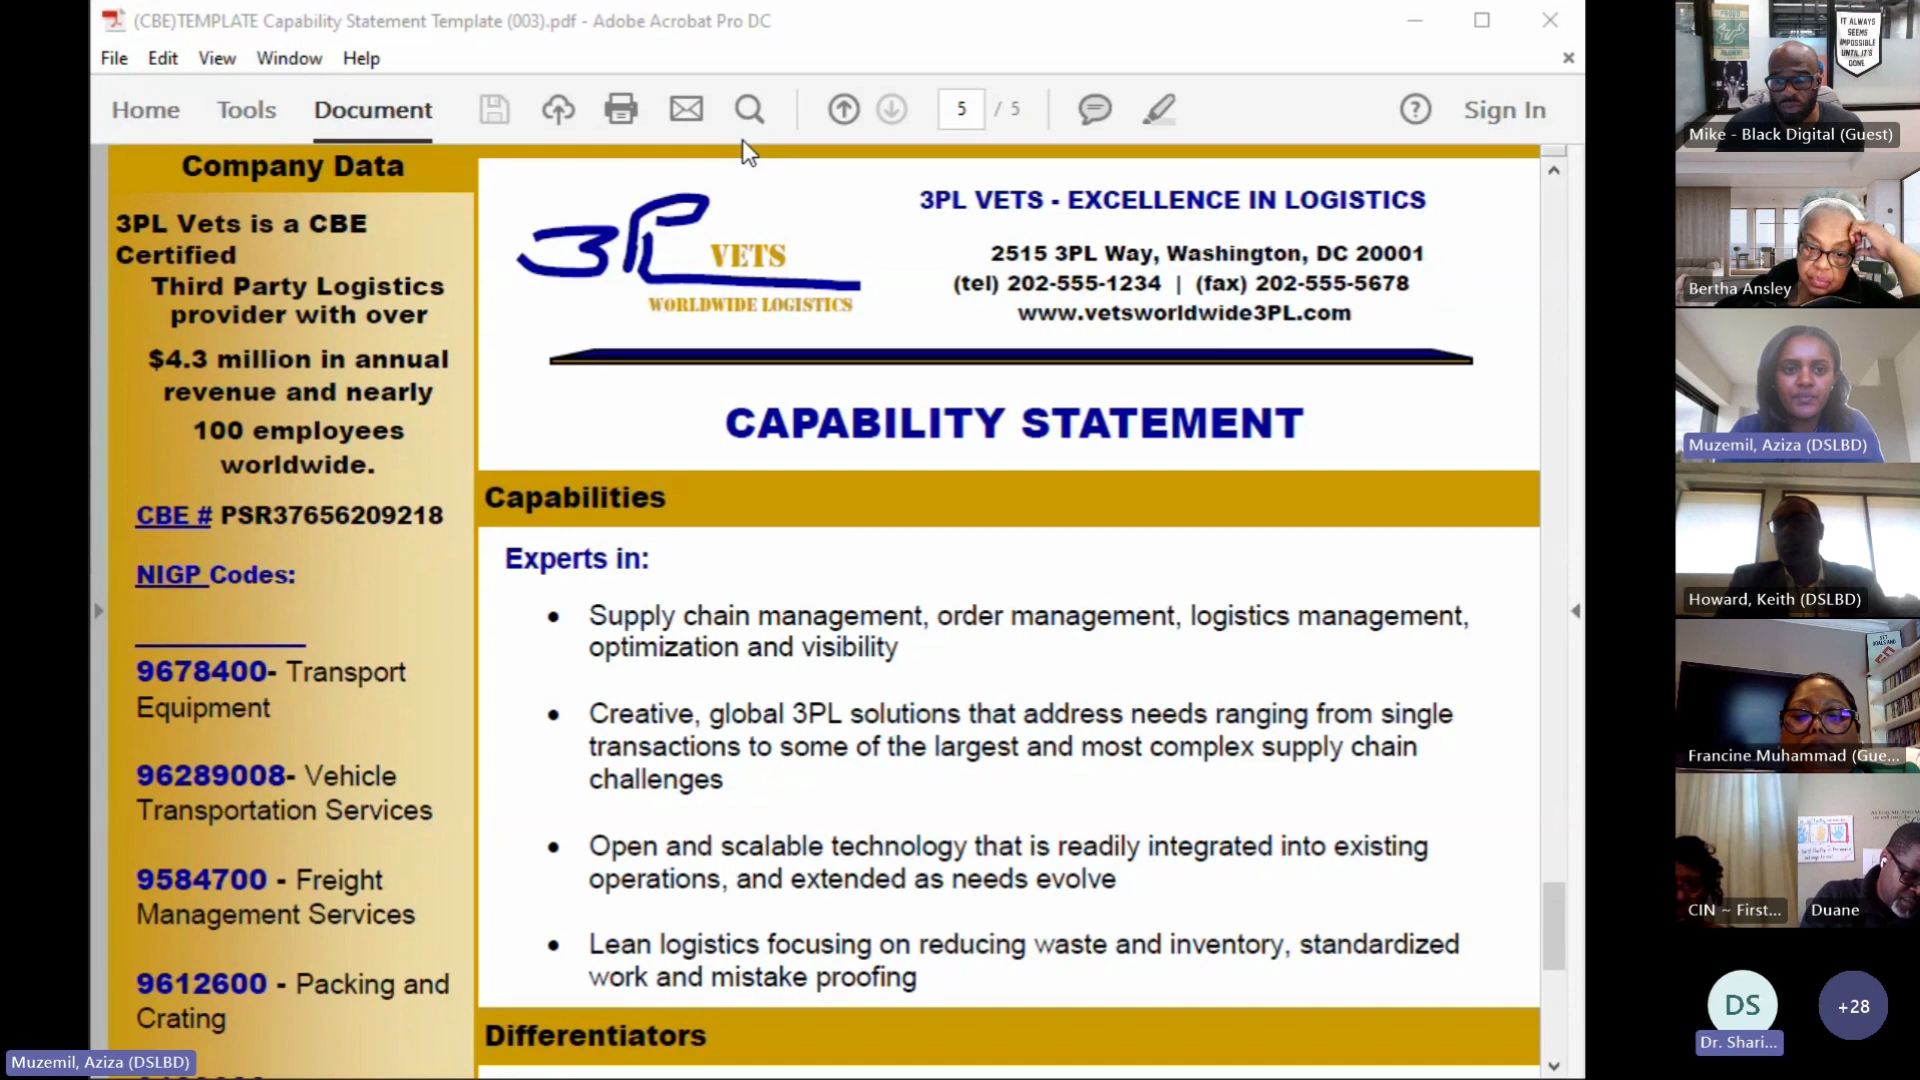 (CBE)TEMPLATE Capability Statement Template (003).pdf - Adobe Acrobat Pro DC
File Edit View Window Help
Home Tools Document 5 / 5 Sign In
Company Data
3PL Vets is a CBE
Certified
Third Party Logistics
provider with over
$4.3 million in annual
revenue and nearly
100 employees
worldwide.
CBE # PSR37656209218
NIGP Codes:
9678400- Transport
Equipment
96289008- Vehicle
Transportation Services
9584700 - Freight
Management Services
9612600 - Packing and
Crating
3PL VETS
WORLDWIDE LOGISTICS
3PL VETS - EXCELLENCE IN LOGISTICS
2515 3PL Way, Washington, DC 20001
(tel) 202-555-1234 | (fax) 202-555-5678
www.vetsworldwide3PL.com
CAPABILITY STATEMENT
Capabilities
Experts in:
• Supply chain management, order management, logistics management,
optimization and visibility
• Creative, global 3PL solutions that address needs ranging from single
transactions to some of the largest and most complex supply chain
challenges
• Open and scalable technology that is readily integrated into existing
operations, and extended as needs evolve
• Lean logistics focusing on reducing waste and inventory, standardized
work and mistake proofing
Differentiators
Muzemil, Aziza (DSLBD)
IT ALWAYS
SEEMS
IMPOSSIBLE
UNTIL IT'S
DONE
Mike - Black Digital (Guest)
Bertha Ansley
Muzemil, Aziza (DSLBD)
Howard, Keith (DSLBD)
Francine Muhammad (Gue...
CIN ~ First...
Duane
DS
Dr. Shari...
+28